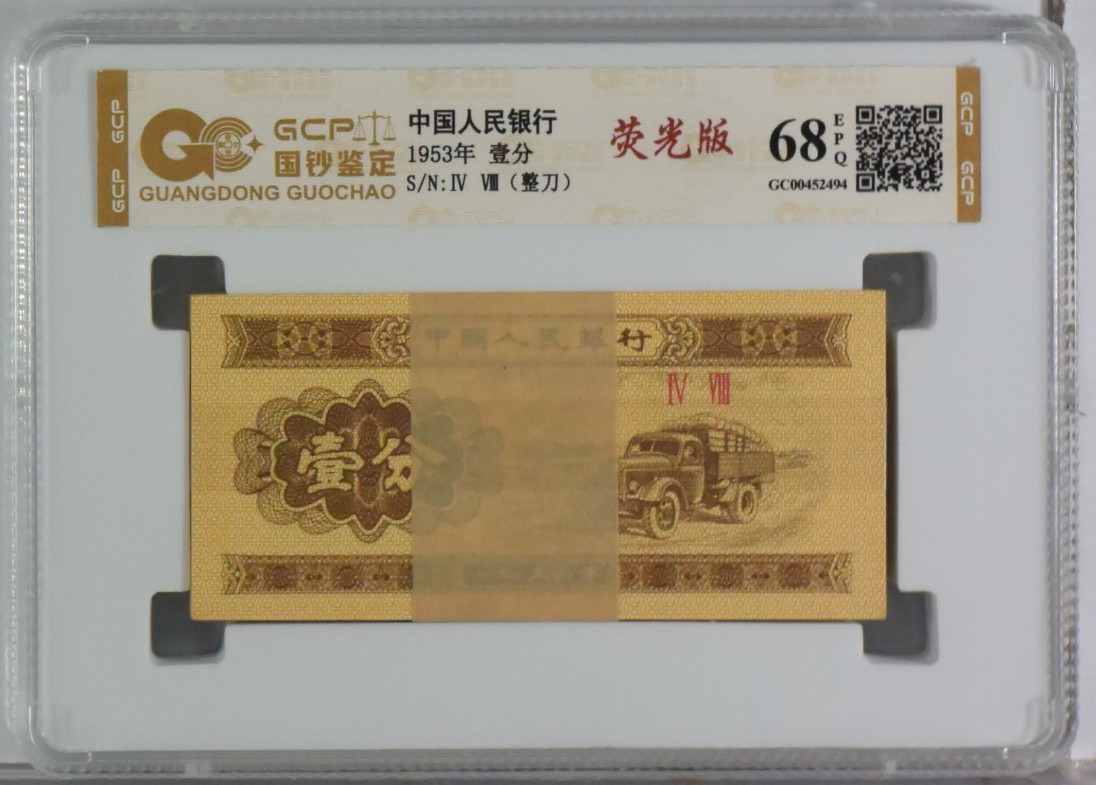 GCP
GCP
GCP
GCP
国钞鉴定
GUANGDONG GUOCHAO
中国人民银行
1953年 壹分
S/N:Ⅳ Ⅷ(整刀)
荧光版
68
EPQ
GC00452494
GCP
GCP
中国人民银行
Ⅳ Ⅷ
壹分